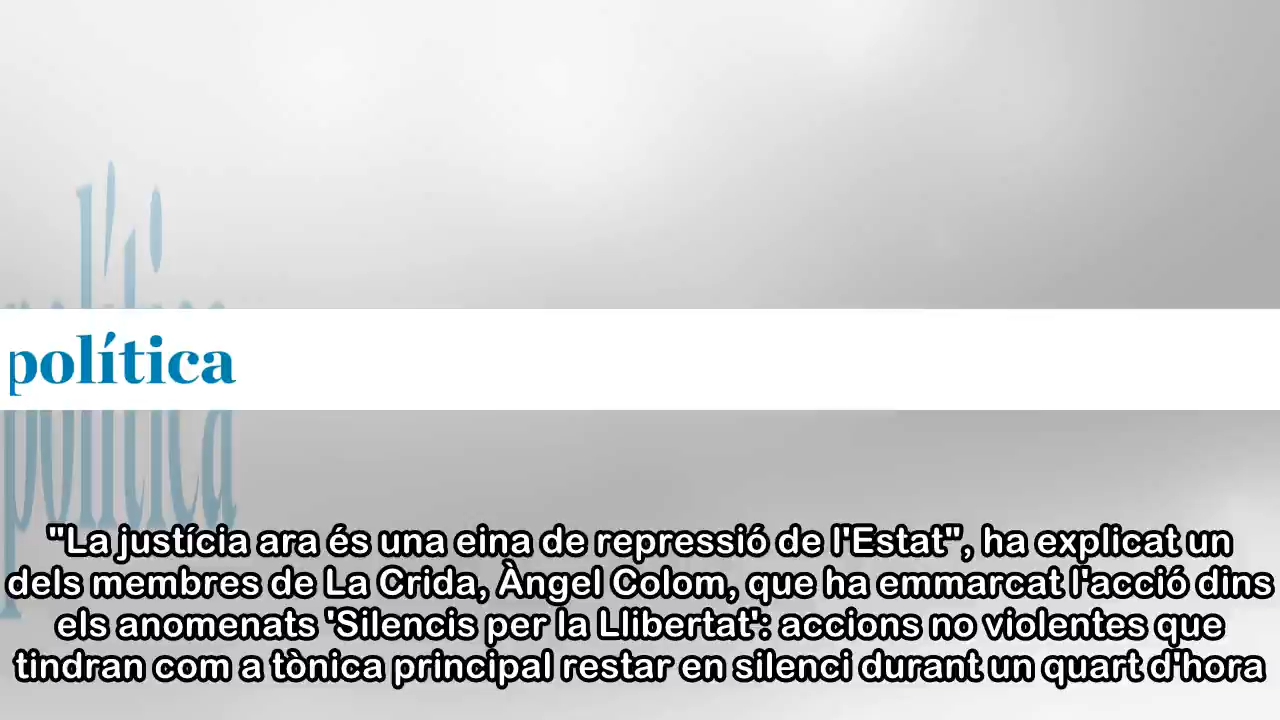 política
"La justícia ara és una eina de repressió de l'Estat", ha explicat un
dels membres de La Crida, Àngel Colom, que ha emmarcat l'acció dins
els anomenats 'Silencis per la Llibertat': accions no violentes que
tindran com a tònica principal restar en silenci durant un quart d'hora